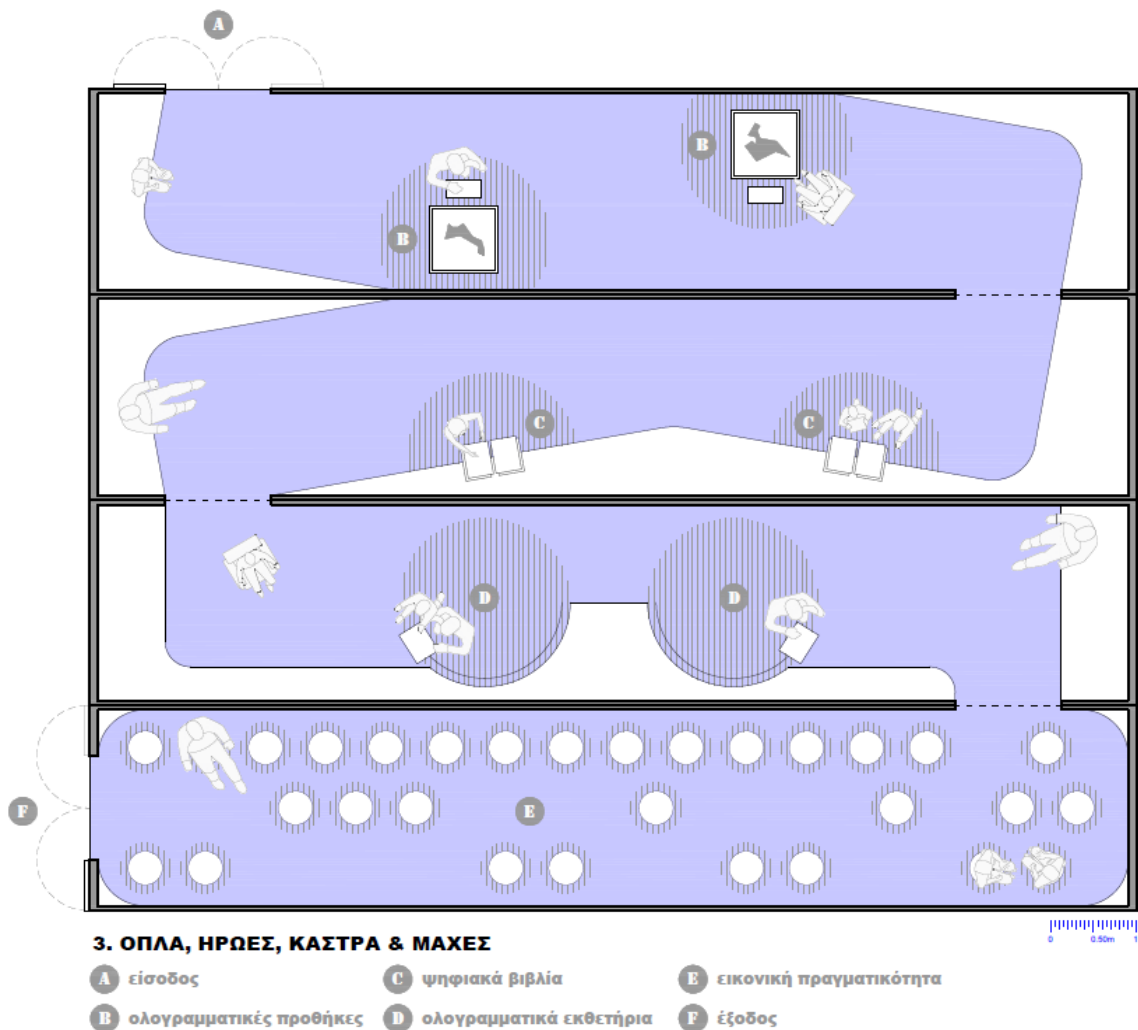 A
B
B
C
C
D
D
E
F
3. ΟΠΛΑ, ΗΡΩΕΣ, ΚΑΣΤΡΑ & ΜΑΧΕΣ
0 0.50m 1
A είσοδος
C ψηφιακά βιβλία
E εικονική πραγματικότητα
B ολογραμματικές προθήκες
D ολογραμματικά εκθετήρια
F έξοδος